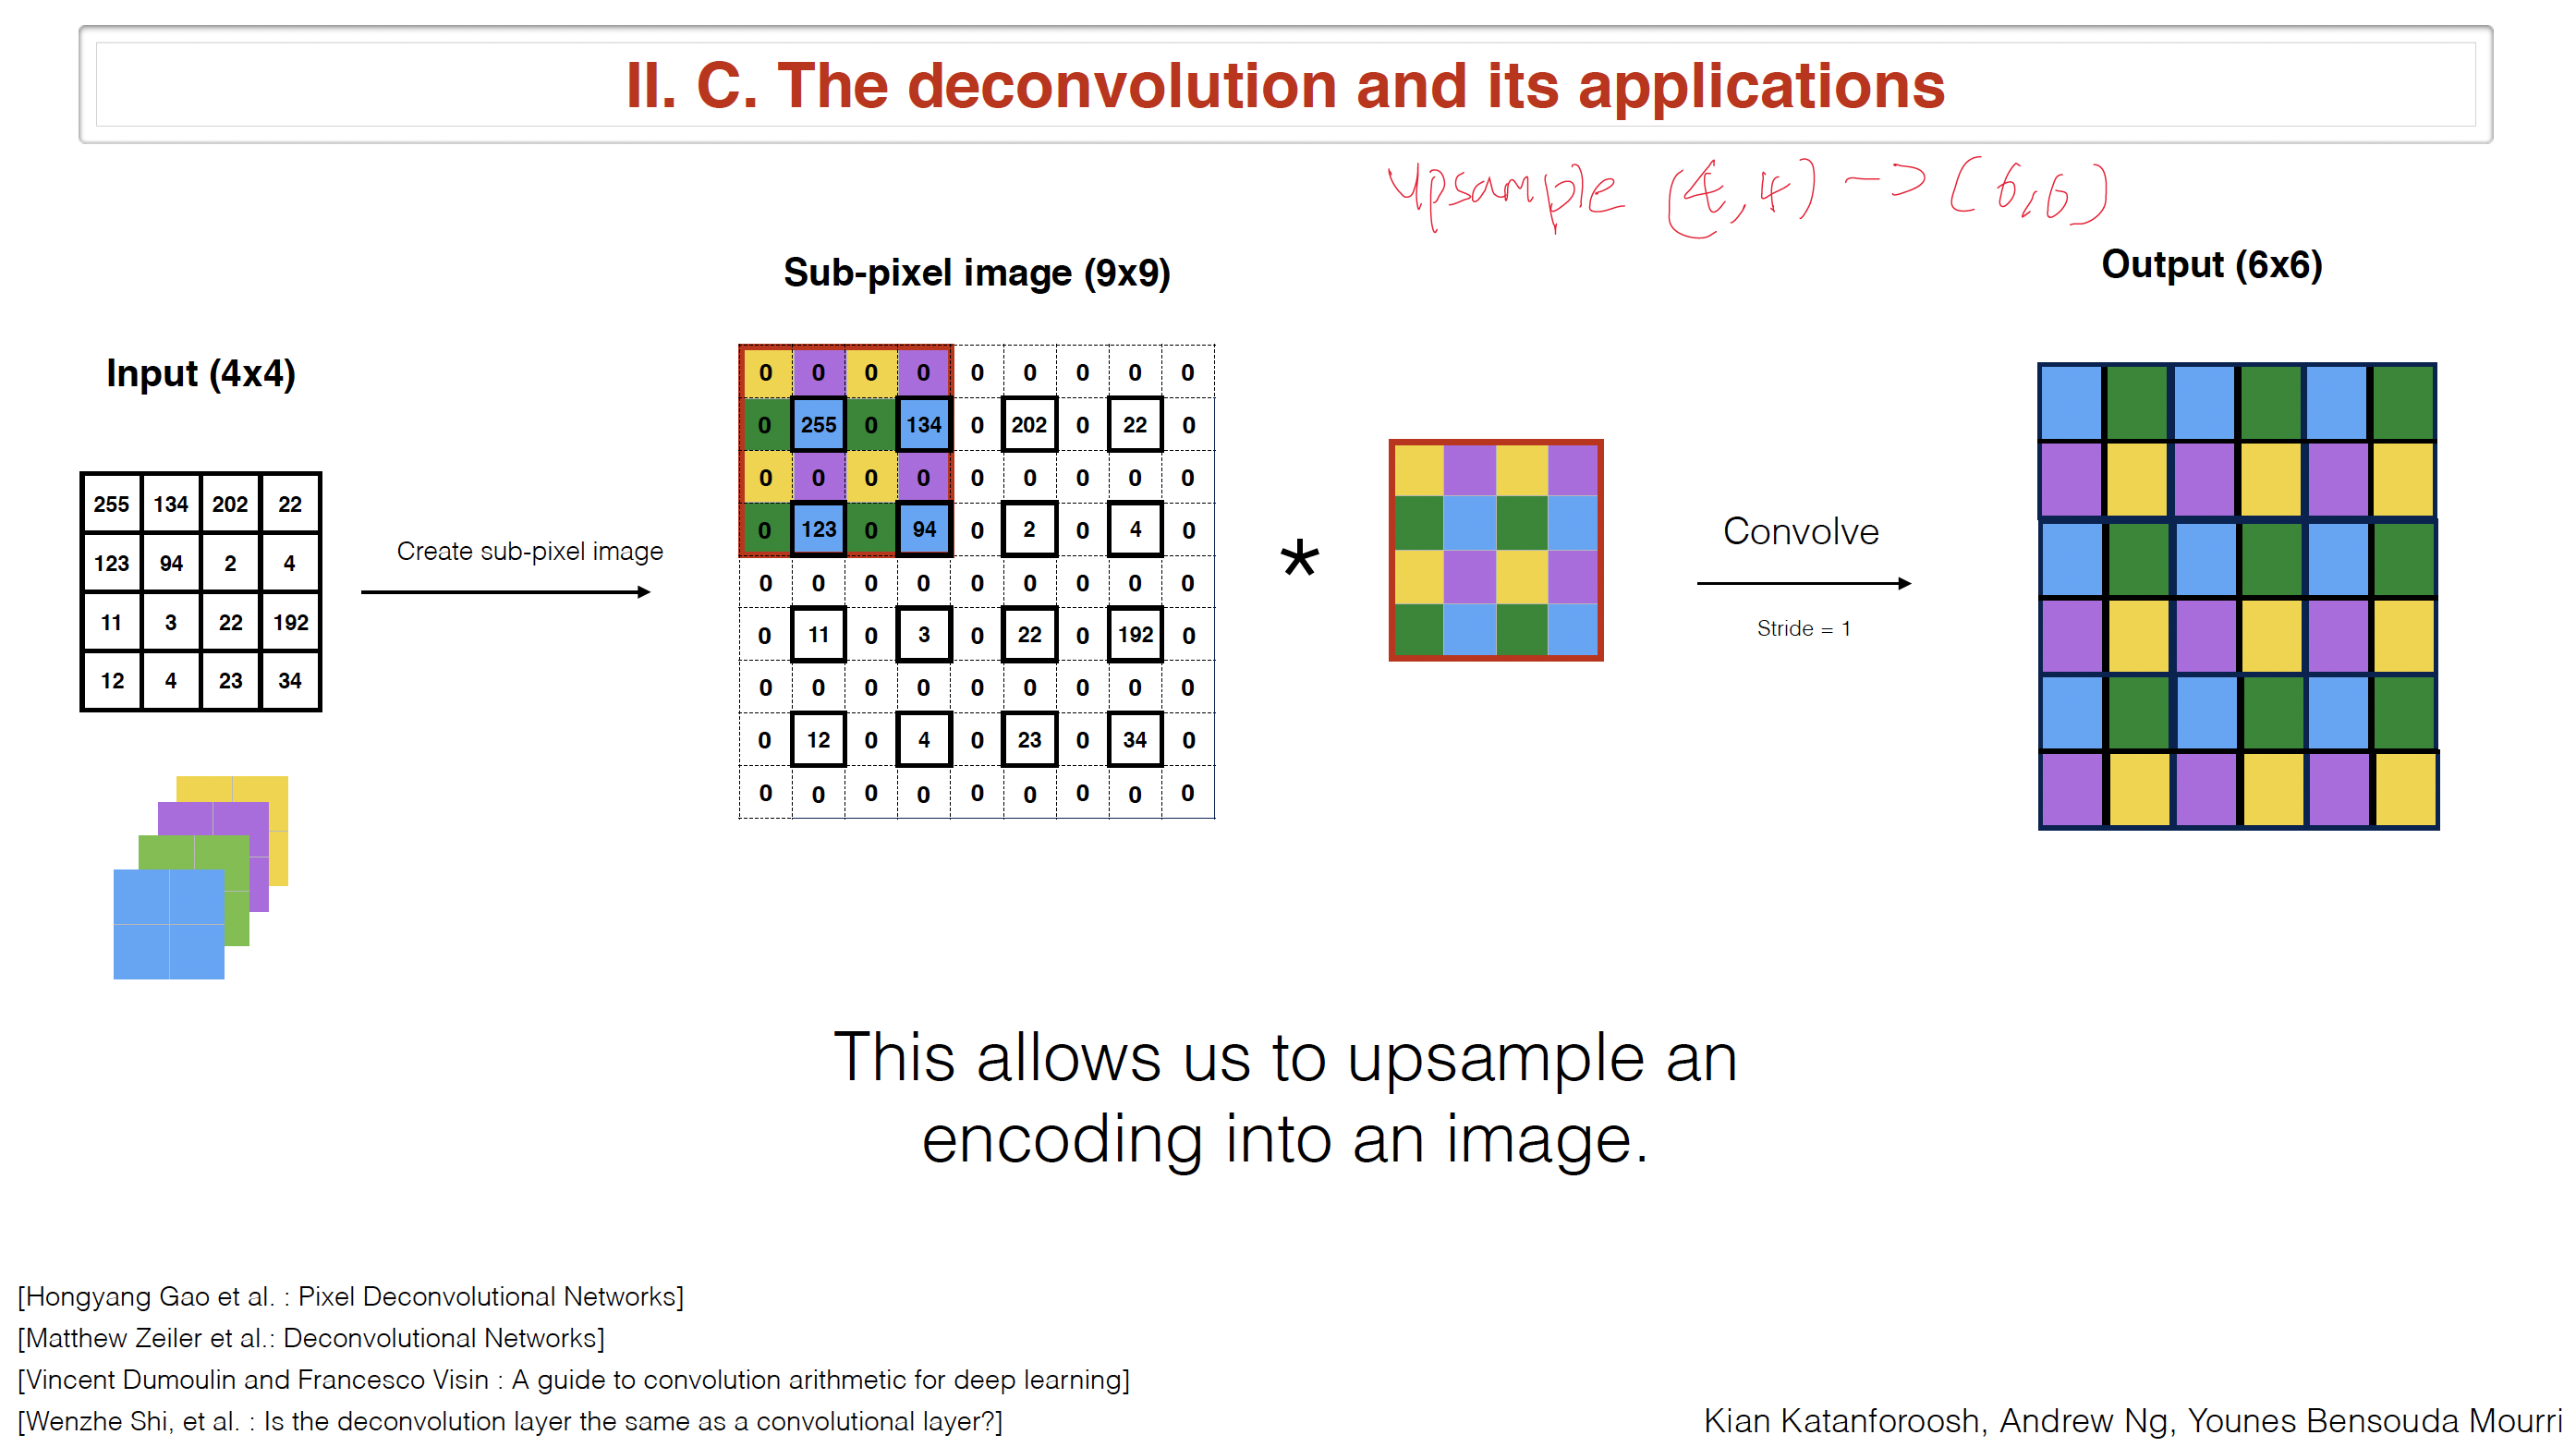 II. C. The deconvolution and its applications
upsample (4,4) -> (6,6)
Sub-pixel image (9x9)
Output (6x6)
Input (4x4)
255 134 202 22
123 94 2 4
11 3 22 192
12 4 23 34
Create sub-pixel image
0 0 0 0 0 0 0 0 0
0 255 0 134 0 202 0 22 0
0 0 0 0 0 0 0 0 0
0 123 0 94 0 2 0 4 0
0 0 0 0 0 0 0 0 0
0 11 0 3 0 22 0 192 0
0 0 0 0 0 0 0 0 0
0 12 0 4 0 23 0 34 0
0 0 0 0 0 0 0 0 0
*
Convolve
Stride = 1
This allows us to upsample an
encoding into an image.
[Hongyang Gao et al. : Pixel Deconvolutional Networks]
[Matthew Zeiler et al.: Deconvolutional Networks]
[Vincent Dumoulin and Francesco Visin : A guide to convolution arithmetic for deep learning]
[Wenzhe Shi, et al. : Is the deconvolution layer the same as a convolutional layer?]
Kian Katanforoosh, Andrew Ng, Younes Bensouda Mourri